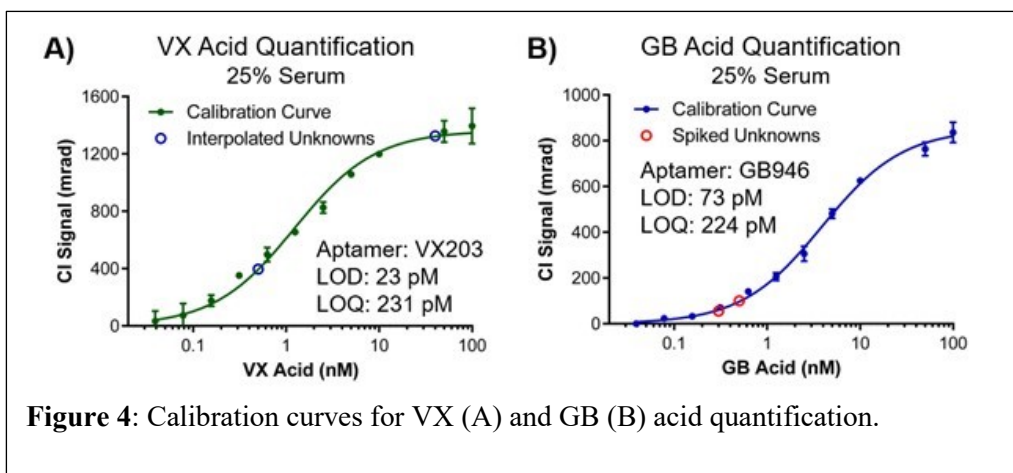 A)
VX Acid Quantification
25% Serum
1600
1200
800
400
0
CI Signal (mrad)
Calibration Curve
Interpolated Unknowns
Aptamer: VX203
LOD: 23 pM
LOQ: 231 pM
0.1 1 10 100
VX Acid (nM)
B)
GB Acid Quantification
25% Serum
1000
800
600
400
200
0
CI Signal (mrad)
Calibration Curve
Spiked Unknowns
Aptamer: GB946
LOD: 73 pM
LOQ: 224 pM
0.1 1 10 100
GB Acid (nM)
Figure 4: Calibration curves for VX (A) and GB (B) acid quantification.